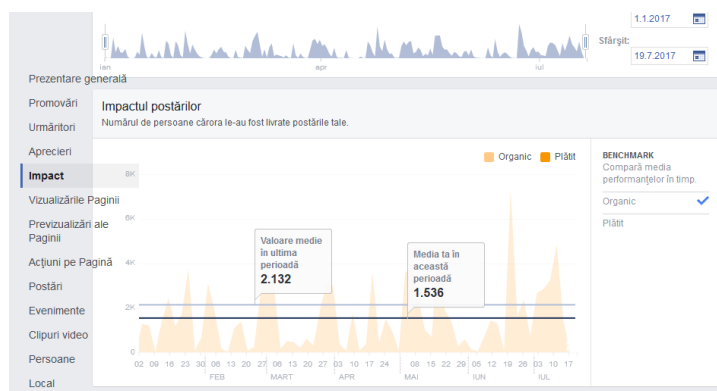 1.1.2017
Sfârșit:
19.7.2017
ian
apr
iul
Prezentare generală
Promovări
Următori
Aprecieri
Impact
Vizualizările Paginii
Previzualizări ale
Paginii
Acțiuni pe Pagină
Postări
Evenimente
Clipuri video
Persoane
Local
Impactul postărilor
Numărul de persoane cărora le-au fost livrate postările tale.
Organic
Plătit
8K
6K
4K
2K
0
Valoare medie
în ultima
perioadă
2.132
Media ta în
această
perioadă
1.536
02 09 16 23 30 06 13 20 27 06 13 20 27 03 10 17 24 08 15 22 29 05 12 19 26 03 10 17
FEB MART APR MAI IUN IUL
BENCHMARK
Compară media
performanțelor în timp.
Organic
Plătit